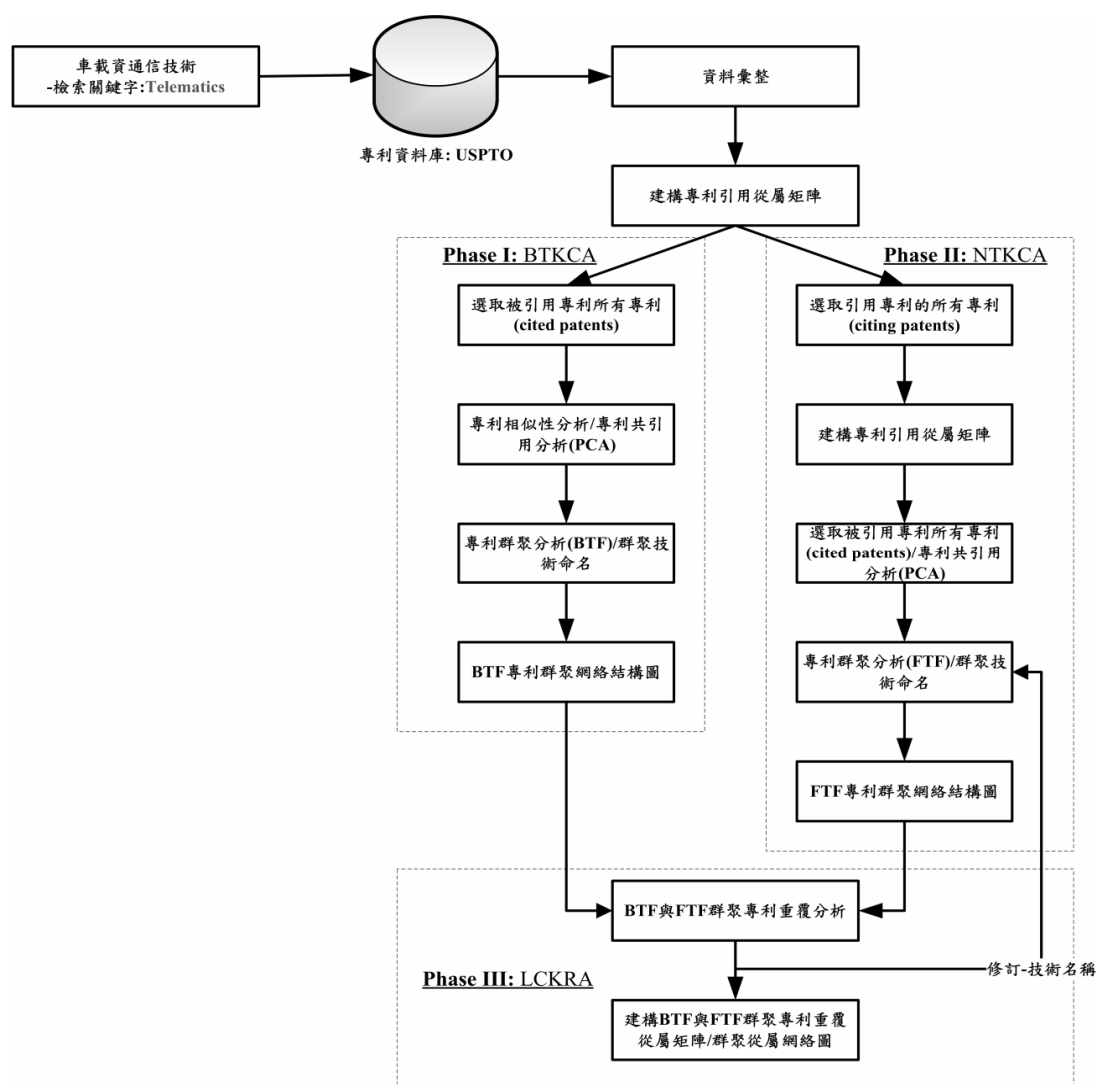 車載資通信技術
-檢索關鍵字:Telematics
專利資料庫: USPTO
資料彙整
建構專利引用從屬矩陣
Phase I: BTKCA
選取被引用專利所有專利
(cited patents)
專利相似性分析/專利共引
用分析(PCA)
專利群聚分析(BTF)/群聚技
術命名
BTF專利群聚網絡結構圖
Phase II: NTKCA
選取引用專利的所有專利
(citing patents)
建構專利引用從屬矩陣
選取被引用專利所有專利
(cited patents)/專利共引用
分析(PCA)
專利群聚分析(FTF)/群聚技
術命名
FTF專利群聚網絡結構圖
BTF與FTF群聚專利重覆分析
修訂-技術名稱
Phase III: LCKRA
建構BTF與FTF群聚專利重覆
從屬矩陣/群聚從屬網絡圖